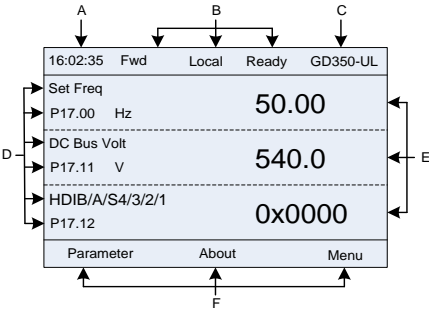 A B C
16:02:35 Fwd Local Ready GD350-UL
Set Freq
50.00
P17.00 Hz
DC Bus Volt
D 540.0 E
P17.11 V
HDIB/A/S4/3/2/1
0x0000
P17.12
Parameter About Menu
F